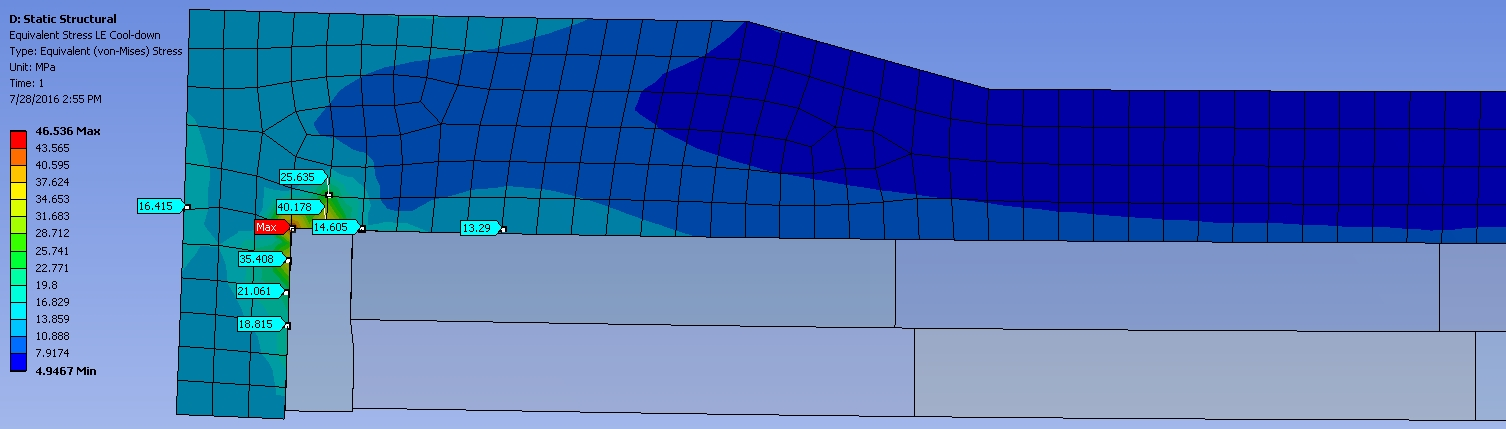 D: Static Structural
Equivalent Stress LE Cool-down
Type: Equivalent (von-Mises) Stress
Unit: MPa
Time: 1
7/28/2016 2:55 PM
46.536 Max
43.565
40.595
37.624
34.653
31.683
28.712
25.741
22.771
19.8
16.829
13.859
10.888
7.9174
4.9467 Min
25.635
16.415
40.178
Max
14.605
13.29
35.408
21.061
18.815